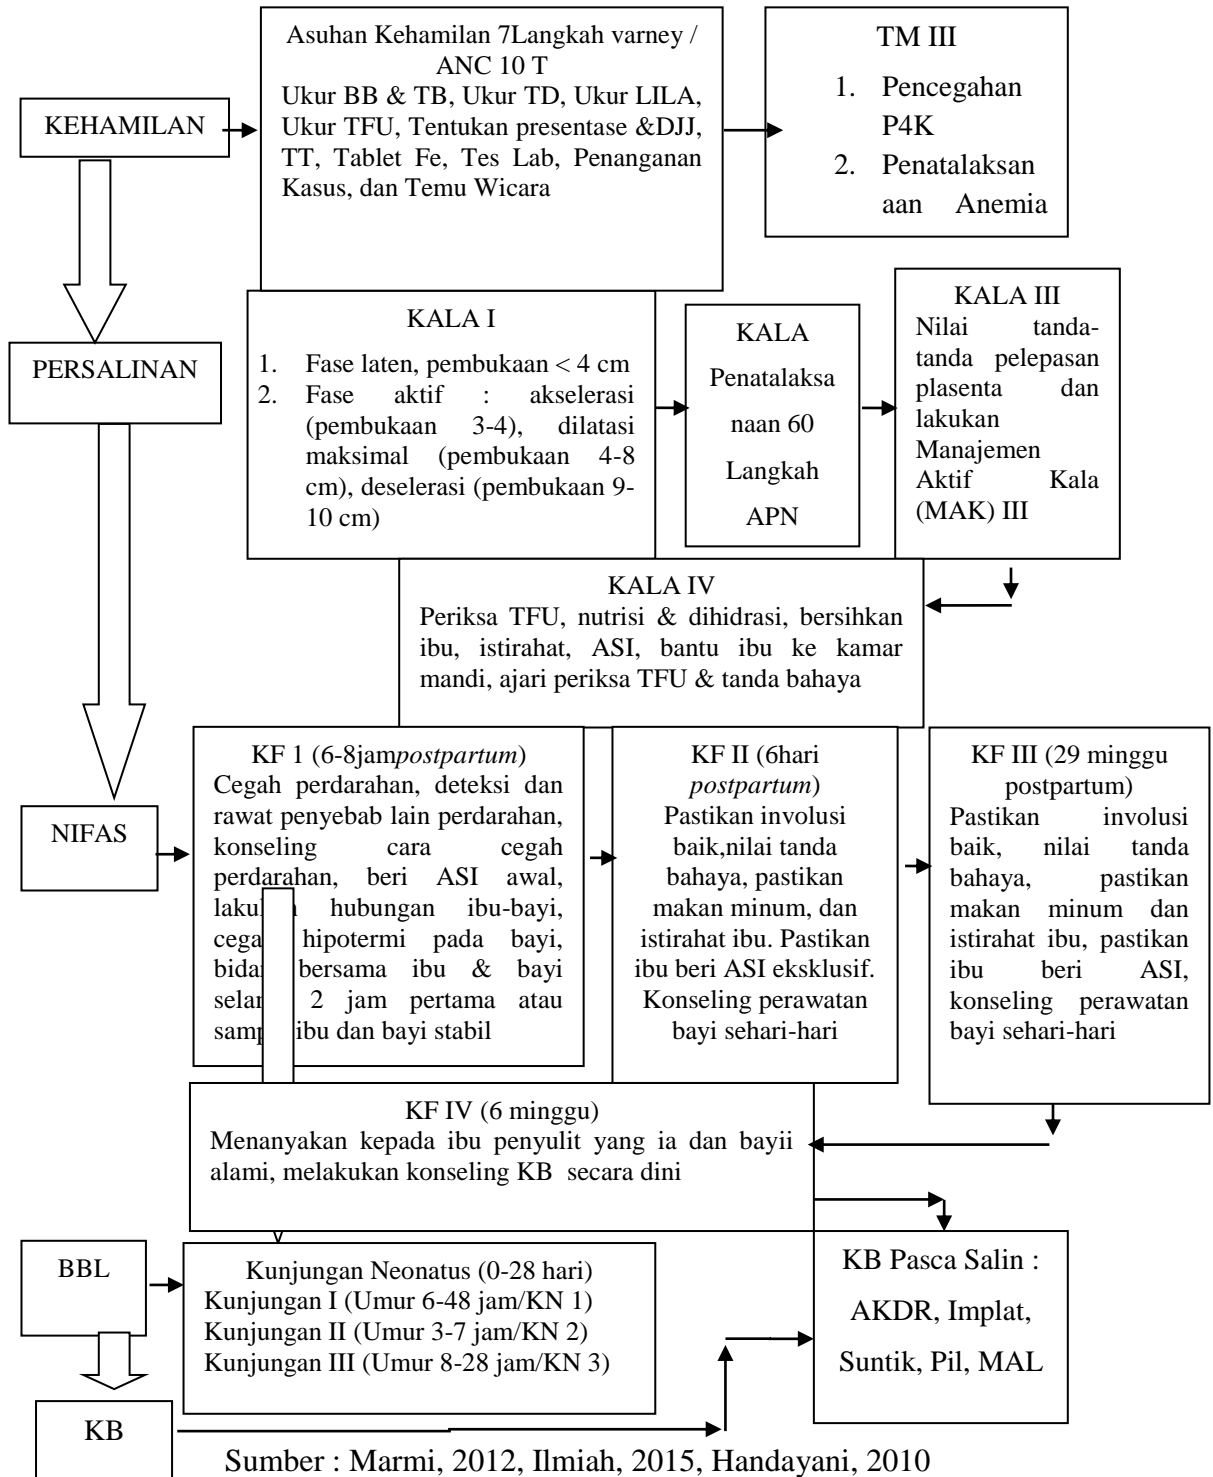 Asuhan Kehamilan 7Langkah varney /
ANC 10 T
Ukur BB & TB, Ukur TD, Ukur LILA,
Ukur TFU, Tentukan presentase &DJJ,
TT, Tablet Fe, Tes Lab, Penanganan
Kasus, dan Temu Wicara
TM III
1. Pencegahan
P4K
2. Penatalaksan
aan Anemia
KEHAMILAN
PERSALINAN
KALA I
1. Fase laten, pembukaan < 4 cm
2. Fase aktif : akselerasi
(pembukaan 3-4), dilatasi
maksimal (pembukaan 4-8
cm), deselerasi (pembukaan 9-
10 cm)
KALA
Penatalaksa
naan 60
Langkah
APN
KALA III
Nilai tanda-
tanda pelepasan
plasenta dan
lakukan
Manajemen
Aktif Kala
(MAK) III
KALA IV
Periksa TFU, nutrisi & dihidrasi, bersihkan
ibu, istirahat, ASI, bantu ibu ke kamar
mandi, ajari periksa TFU & tanda bahaya
NIFAS
KF 1 (6-8jampostpartum)
Cegah perdarahan, deteksi dan
rawat penyebab lain perdarahan,
konseling cara cegah
perdarahan, beri ASI awal,
hubungan ibu-bayi,
hipotermi pada bayi,
bersama ibu & bayi
2 jam pertama atau
ibu dan bayi stabil
KF II (6hari
postpartum)
Pastikan involusi
baik,nilai tanda
bahaya, pastikan
makan minum, dan
istirahat ibu. Pastikan
ibu beri ASI eksklusif.
Konseling perawatan
bayi sehari-hari
KF III (29 minggu
postpartum)
Pastikan involusi
baik, nilai tanda
bahaya, pastikan
makan minum dan
istirahat ibu, pastikan
ibu beri ASI,
konseling perawatan
bayi sehari-hari
KF IV (6 minggu)
Menanyakan kepada ibu penyulit yang ia dan bayii
alami, melakukan konseling KB secara dini
BBL
Kunjungan Neonatus (0-28 hari)
Kunjungan I (Umur 6-48 jam/KN 1)
Kunjungan II (Umur 3-7 jam/KN 2)
Kunjungan III (Umur 8-28 jam/KN 3)
KB Pasca Salin :
AKDR, Implat,
Suntik, Pil, MAL
KB
Sumber : Marmi, 2012, Ilmiah, 2015, Handayani, 2010